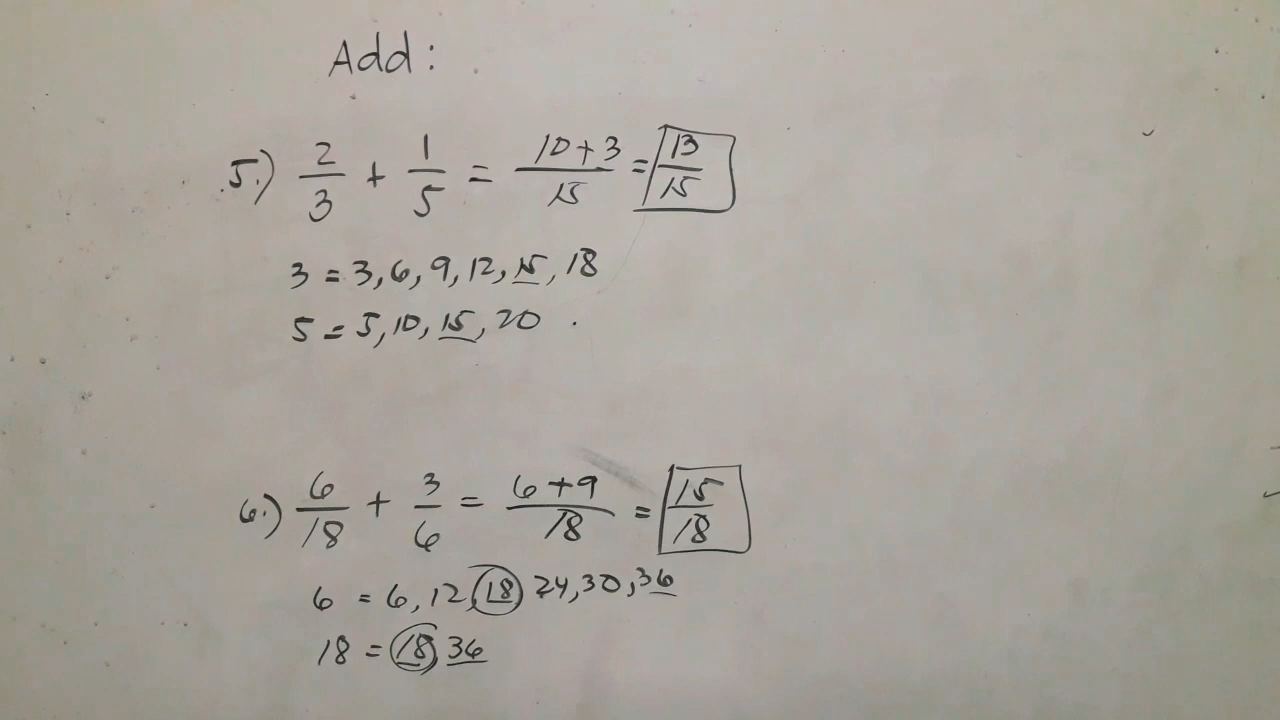 Add:
5.) 2/3 + 1/5 = 10+3/15 = 13/15
3 = 3, 6, 9, 12, 15, 18
5 = 5, 10, 15, 20 .
6.) 6/18 + 3/6 = 6+9/18 = 15/18
6 = 6, 12, 18 24, 30, 36
18 = 18, 36